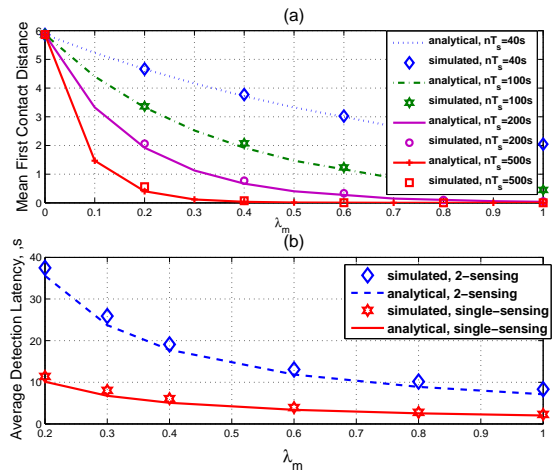 (a)
Mean First Contact Distance
6
5
4
3
2
1
0
0 0.1 0.2 0.3 0.4 0.5 0.6 0.7 0.8 0.9 1
λm
analytical, nTs=40s
simulated, nTs=40s
analytical, nTs=100s
simulated, nTs=100s
analytical, nTs=200s
simulated, nTs=200s
analytical, nTs=500s
simulated, nTs=500s
(b)
Average Detection Latency, ,s
40
30
20
10
0
0.2 0.3 0.4 0.5 0.6 0.7 0.8 0.9 1
λm
simulated, 2-sensing
analytical, 2-sensing
simulated, single-sensing
analytical, single-sensing